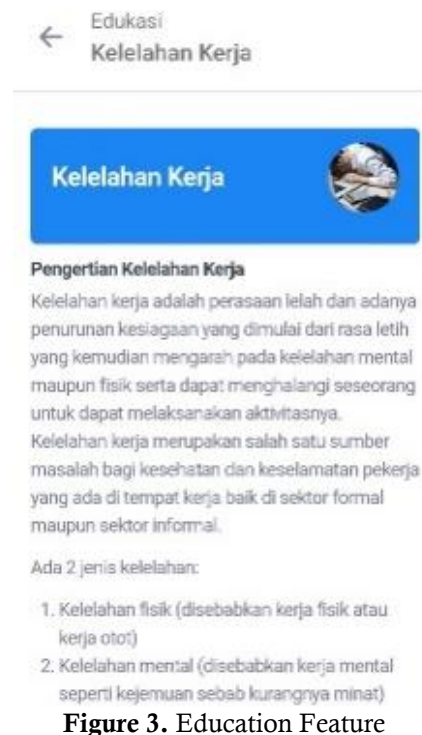 Edukasi
Kelelahan Kerja
Kelelahan Kerja
Pengertian Kelelahan Kerja
Kelelahan kerja adalah perasaan lelah dan adanya
penurunan kesiagaan yang dimulai dari rasa letih
yang kemudian mengarah pada kelelahan mental
maupun fisik serta dapat menghalangi seseorang
untuk dapat melaksanakan aktivitasnya.
Kelelahan kerja merupakan salah satu sumber
masalah bagi kesehatan dan keselamatan pekerja
yang ada di tempat kerja baik di sektor formal
maupun sektor informal.
Ada 2 jenis kelelahan:
1. Kelelahan fisik (disebabkan kerja fisik atau
kerja otot)
2. Kelelahan mental (disebabkan kerja mental
seperti kejemuan sebab kurangnya minat)
Figure 3. Education Feature